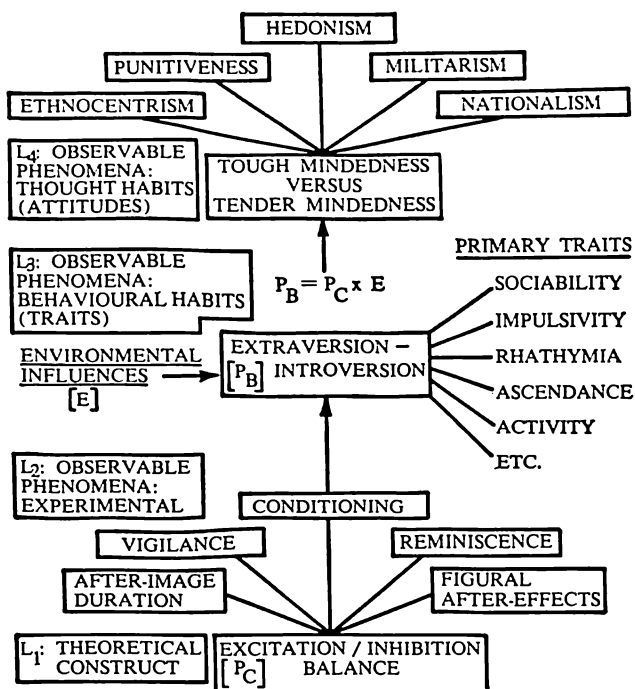 HEDONISM
PUNITIVENESS
MILITARISM
ETHNOCENTRISM
NATIONALISM
L4: OBSERVABLE
PHENOMENA:
THOUGHT HABITS
(ATTITUDES)
TOUGH MINDEDNESS
VERSUS
TENDER MINDEDNESS
L3: OBSERVABLE
PHENOMENA:
BEHAVIOURAL HABITS
(TRAITS)
PB = PC x E
PRIMARY TRAITS
SOCIABILITY
IMPULSIVITY
RHATHYMIA
ASCENDANCE
ACTIVITY
ETC.
ENVIRONMENTAL
INFLUENCES
[E]
EXTRAVERSION –
[PB] INTROVERSION
L2: OBSERVABLE
PHENOMENA:
EXPERIMENTAL
CONDITIONING
VIGILANCE
REMINISCENCE
AFTER-IMAGE
DURATION
FIGURAL
AFTER-EFFECTS
L1: THEORETICAL
CONSTRUCT
EXCITATION / INHIBITION
[PC] BALANCE